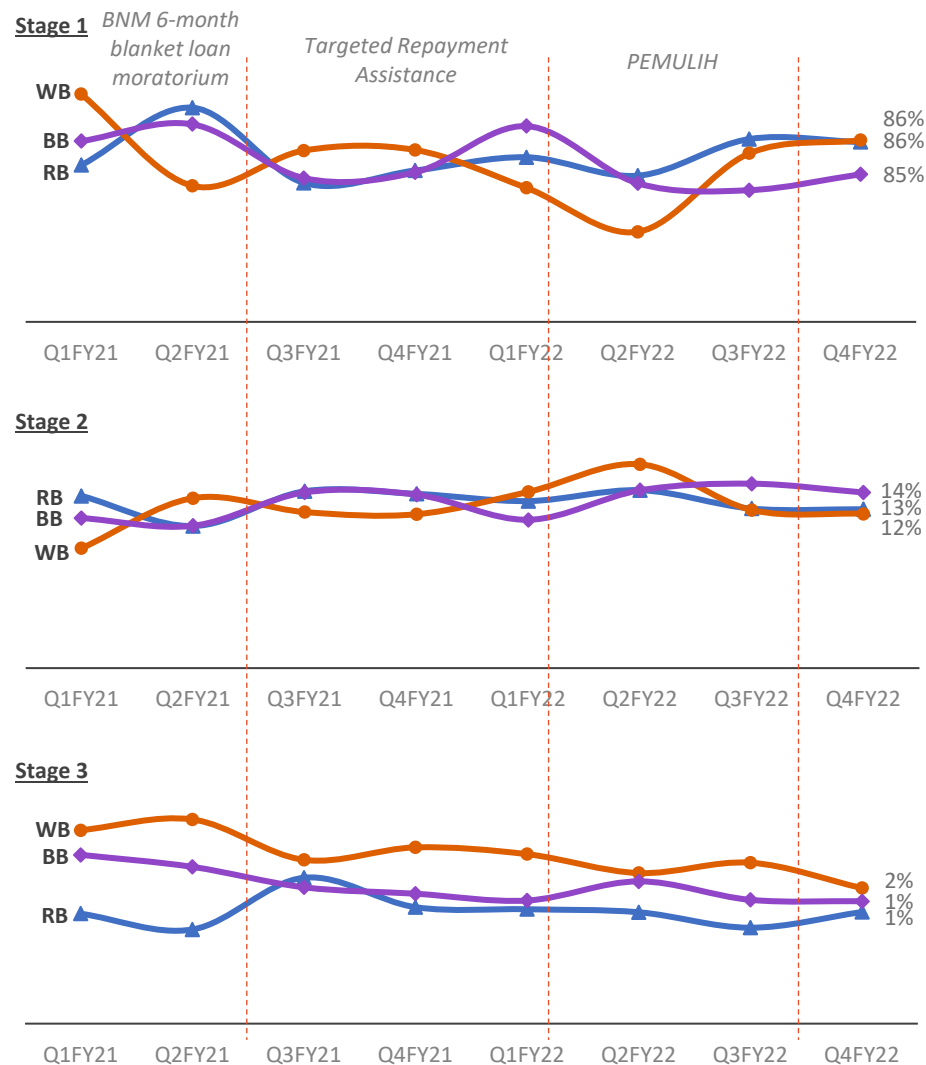 Stage 1
BNM 6-month
blanket loan
moratorium
Targeted Repayment
Assistance
PEMULIH
WB
BB
RB
86%
86%
85%
Q1FY21 Q2FY21 Q3FY21 Q4FY21 Q1FY22 Q2FY22 Q3FY22 Q4FY22
Stage 2
RB
BB
WB
14%
13%
12%
Q1FY21 Q2FY21 Q3FY21 Q4FY21 Q1FY22 Q2FY22 Q3FY22 Q4FY22
Stage 3
WB
BB
RB
2%
1%
1%
Q1FY21 Q2FY21 Q3FY21 Q4FY21 Q1FY22 Q2FY22 Q3FY22 Q4FY22